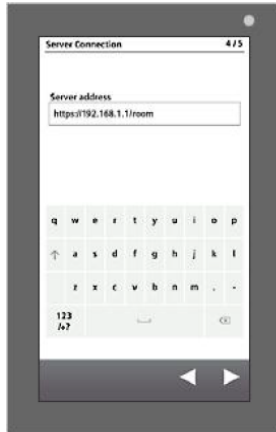 Server Connection 4/5
Server address
https://192.168.1.1/room
q w e r t y u i o p
a s d f g h j k l
z x c v b n m . -
123
/+?